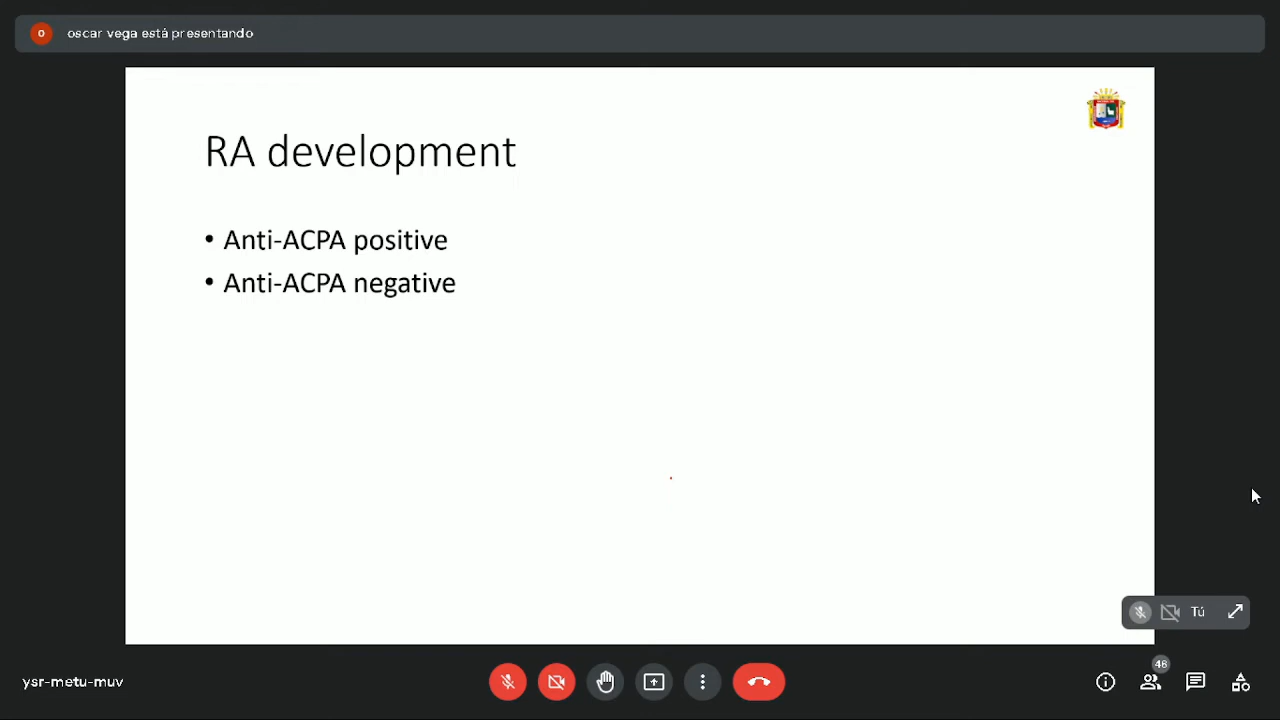 O oscar vega está presentando
RA development
• Anti-ACPA positive
• Anti-ACPA negative
Tú
46
ysr-metu-muv